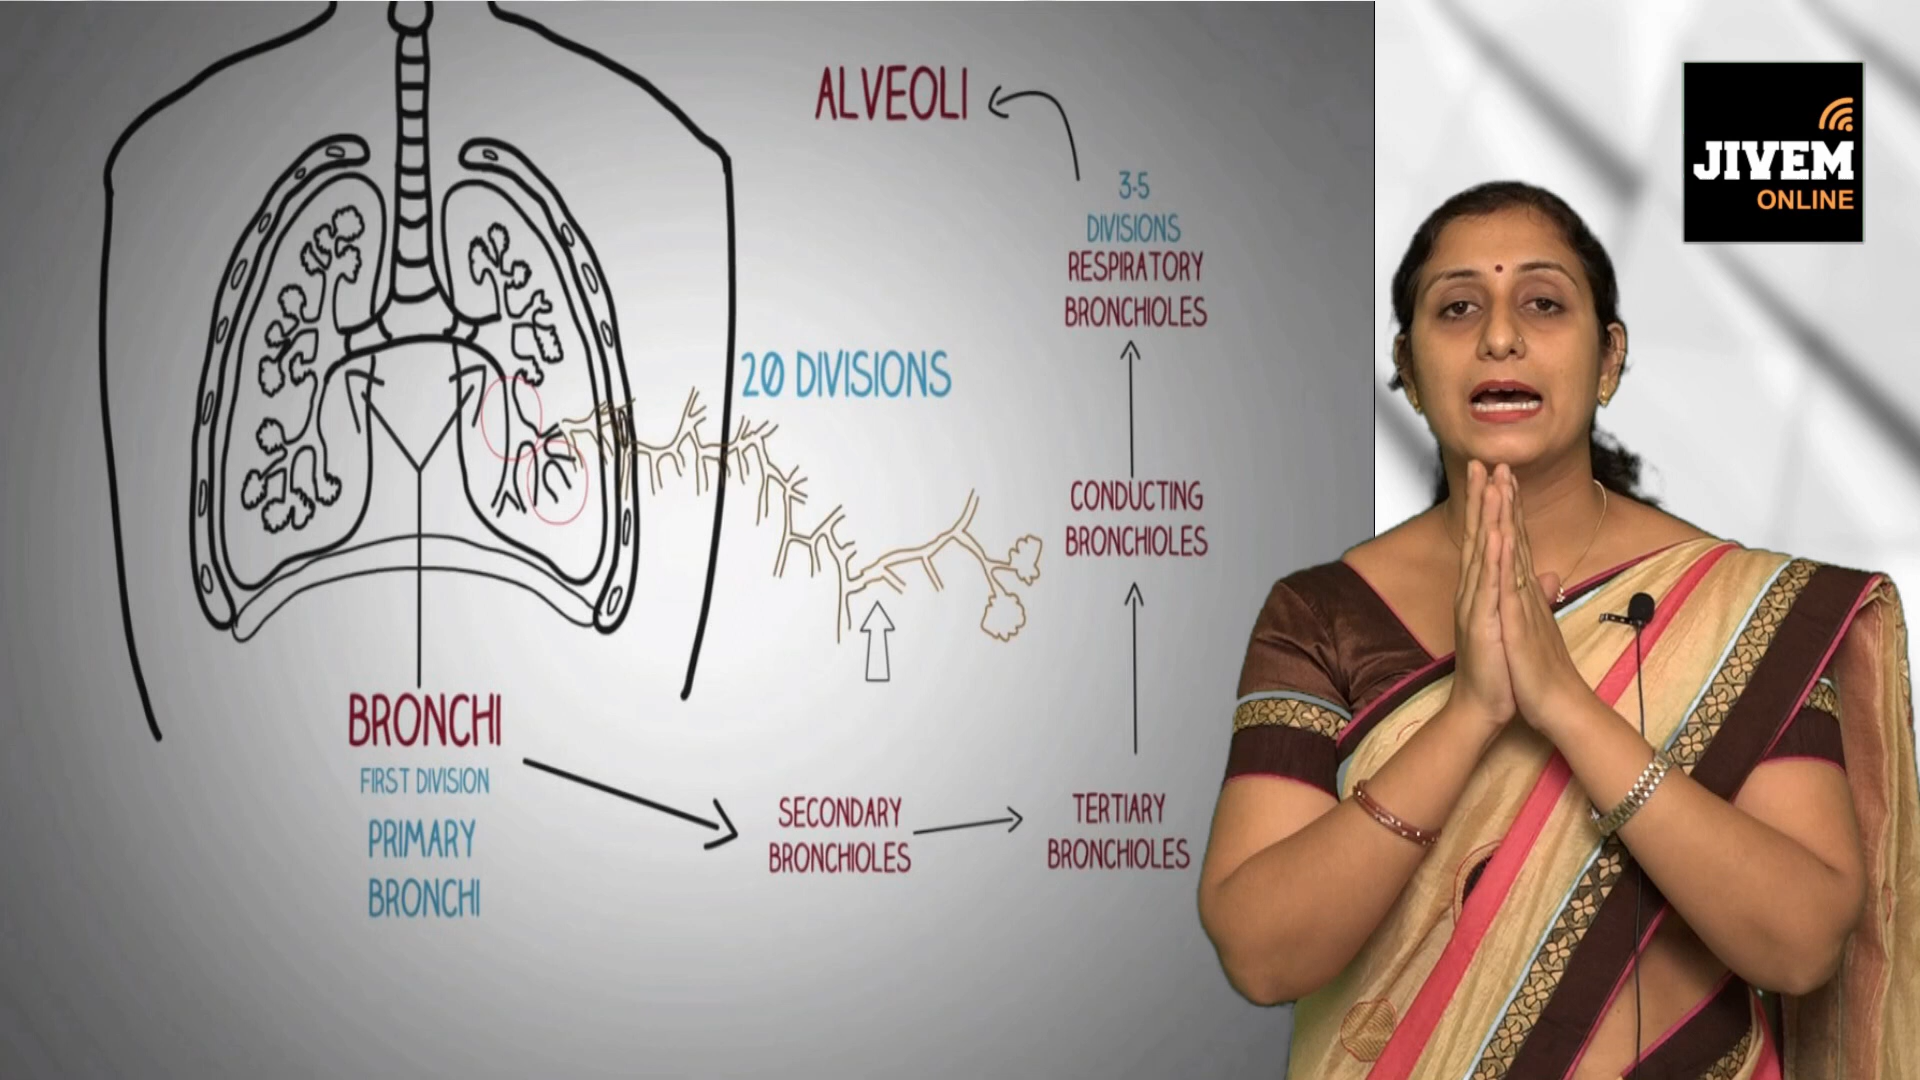 ALVEOLI
3-5
DIVISIONS
RESPIRATORY
BRONCHIOLES
20 DIVISIONS
CONDUCTING
BRONCHIOLES
BRONCHI
FIRST DIVISION
PRIMARY
BRONCHI
SECONDARY
BRONCHIOLES
TERTIARY
BRONCHIOLES
JIVEM
ONLINE